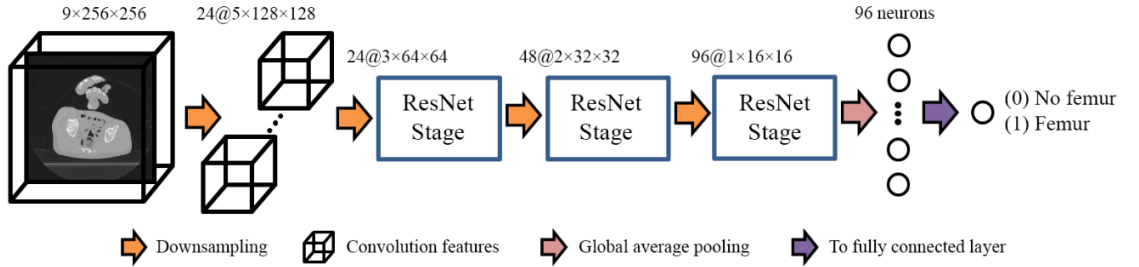 9×256×256
24@5×128×128
24@3×64×64
48@2×32×32
96@1×16×16
96 neurons
ResNet
Stage
ResNet
Stage
ResNet
Stage
(0) No femur
(1) Femur
Downsampling
Convolution features
Global average pooling
To fully connected layer